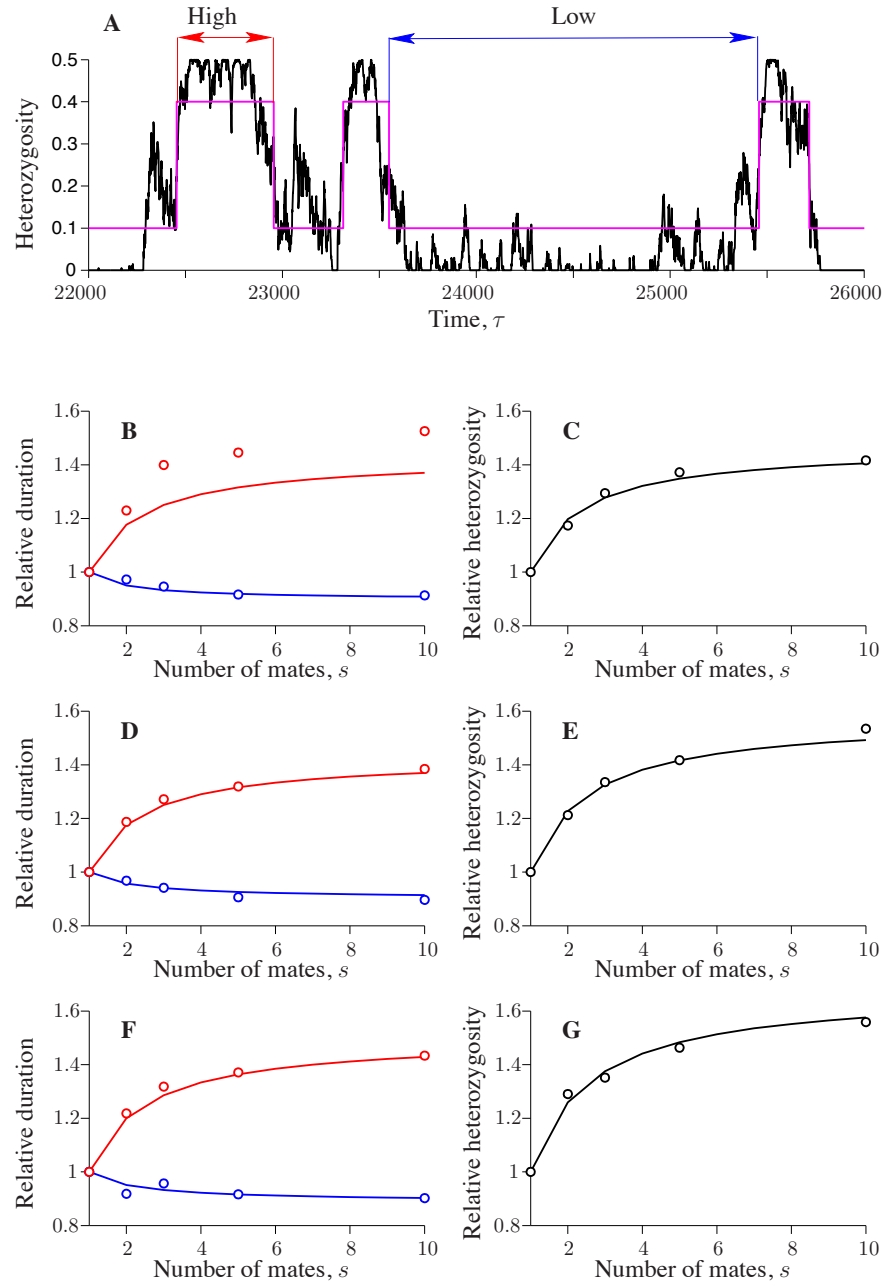 A
High
Low
Heterozygosity
0.5
0.4
0.3
0.2
0.1
0
22000 23000 24000 25000 26000
Time, τ
B
Relative duration
1.6
1.4
1.2
1
0.8
2 4 6 8 10
Number of mates, s
C
Relative heterozygosity
1.6
1.4
1.2
1
0.8
2 4 6 8 10
Number of mates, s
D
Relative duration
1.6
1.4
1.2
1
0.8
2 4 6 8 10
Number of mates, s
E
Relative heterozygosity
1.6
1.4
1.2
1
0.8
2 4 6 8 10
Number of mates, s
F
Relative duration
1.6
1.4
1.2
1
0.8
2 4 6 8 10
Number of mates, s
G
Relative heterozygosity
1.6
1.4
1.2
1
0.8
2 4 6 8 10
Number of mates, s